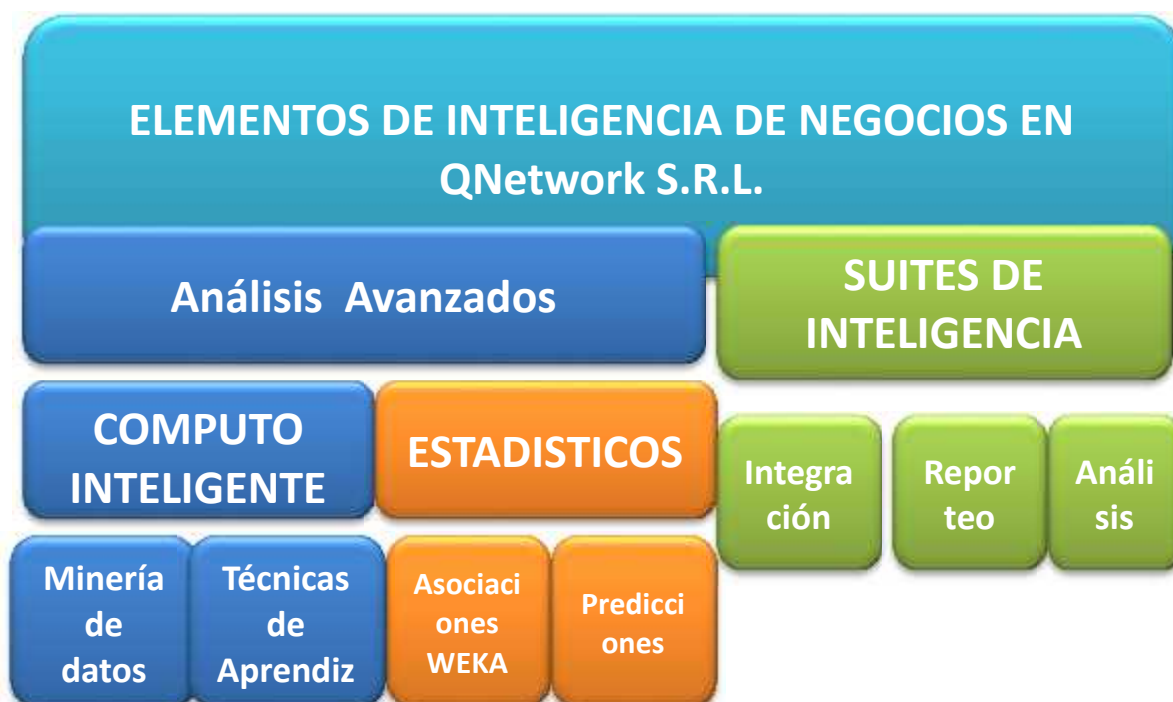 ELEMENTOS DE INTELIGENCIA DE NEGOCIOS EN
QNetwork S.R.L.
Análisis Avanzados
SUITES DE
INTELIGENCIA
COMPUTO
INTELIGENTE
ESTADISTICOS
Integra
ción
Repor
teo
Análi
sis
Minería
de
datos
Técnicas
de
Aprendiz
Asociaci
ones
WEKA
Predicci
ones